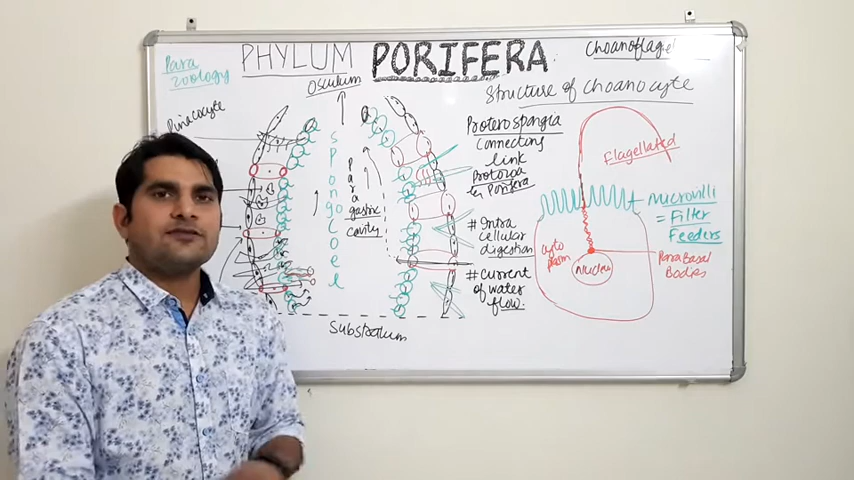 Para
zoology
PHYLUM PORIFERA
Osculum
Pinacocyte
Spongocoel
Para
gastric
cavity
Substratum
Proterospongia
Connecting
link
Protozoa
& Porifera
# Intra
cellular
digestion
# Current
of water
flow.
Choanoflagel
Structure of Choanocyte
Flagellated
Microvilli
= Filter
Feeders
Cyto
plasm
Nucleus
Para Basal
Bodies